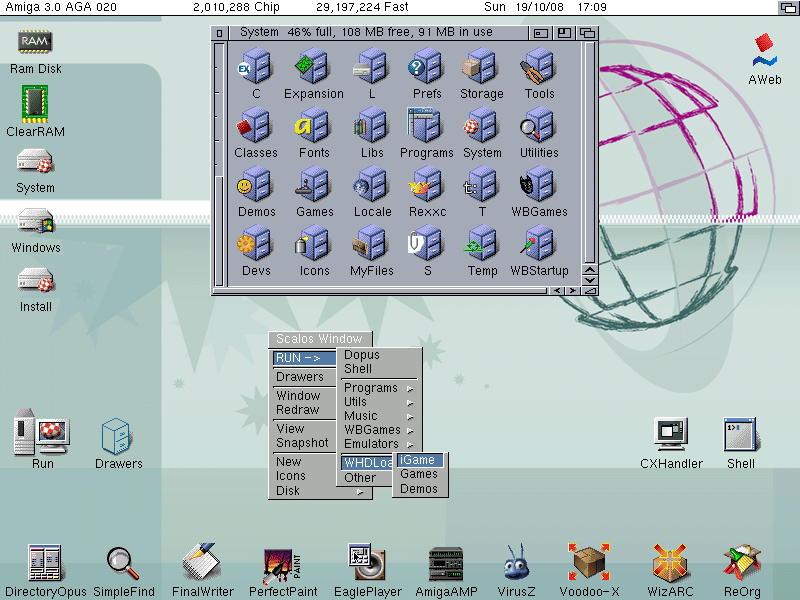 Amiga 3.0 AGA 020 2,010,288 Chip 29,197,224 Fast Sun 19/10/08 17:09
System 46% full, 108 MB free, 91 MB in use
RAM
Ram Disk
ClearRAM
System
Windows
Install
AWeb
EX
C Expansion L Prefs Storage Tools
Classes Fonts Libs Programs System Utilities
t:
Demos Games Locale Rexxc T WBGames
Devs Icons MyFiles S Temp WBStartup
Scalos Window
RUN ->
Drawers
Window
Redraw
View
Snapshot
New
Icons
Disk
Dopus
Shell
Programs
Utils
Music
WBGames
Emulators
WHDLoa
Other
iGame
Games
Demos
Run Drawers CXHandler Shell
PAINT
DirectoryOpus SimpleFind FinalWriter PerfectPaint EaglePlayer AmigaAMP VirusZ Voodoo-X WizARC ReOrg